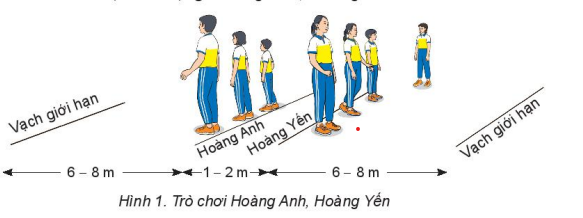 Vạch giới hạn
Hoàng Anh
Hoàng Yến
Vạch giới hạn
6 – 8 m
1 – 2 m
6 – 8 m
Hình 1. Trò chơi Hoàng Anh, Hoàng Yến